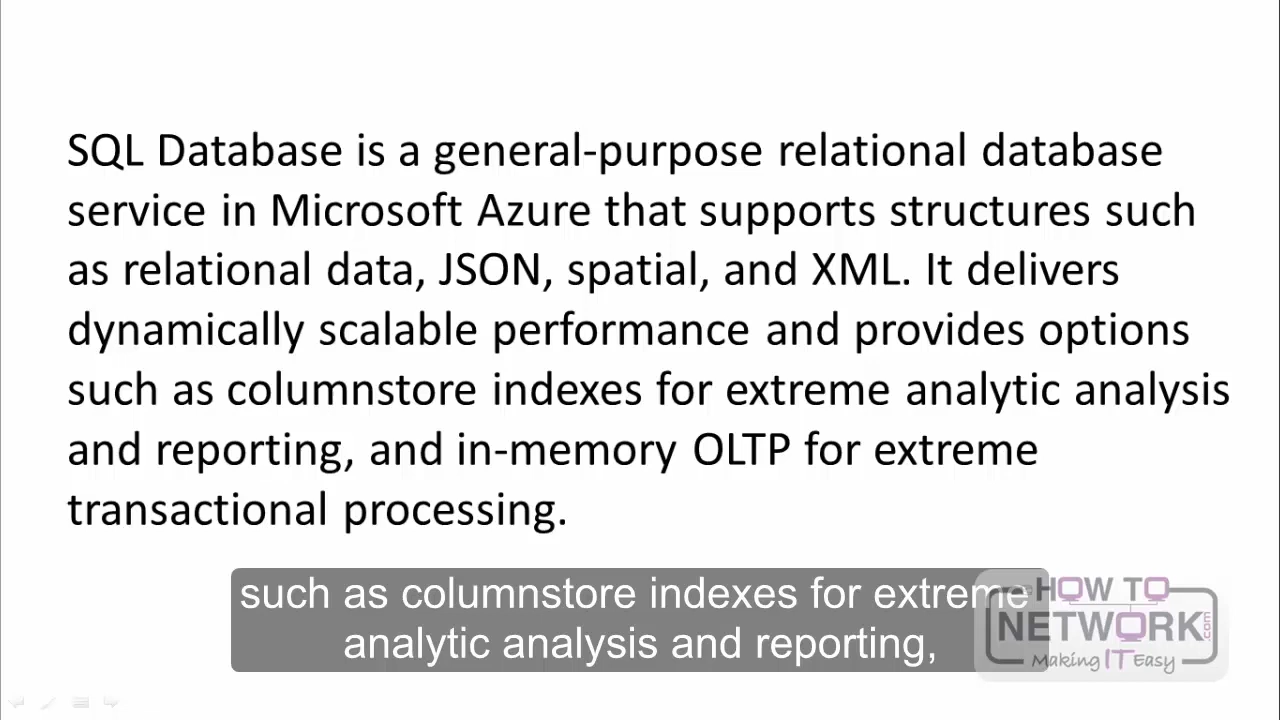 SQL Database is a general-purpose relational database
service in Microsoft Azure that supports structures such
as relational data, JSON, spatial, and XML. It delivers
dynamically scalable performance and provides options
such as columnstore indexes for extreme analytic analysis
and reporting, and in-memory OLTP for extreme
transactional processing.
such as columnstore indexes for extreme
analytic analysis and reporting,
HOW TO
NETWORK.com
Making IT Easy